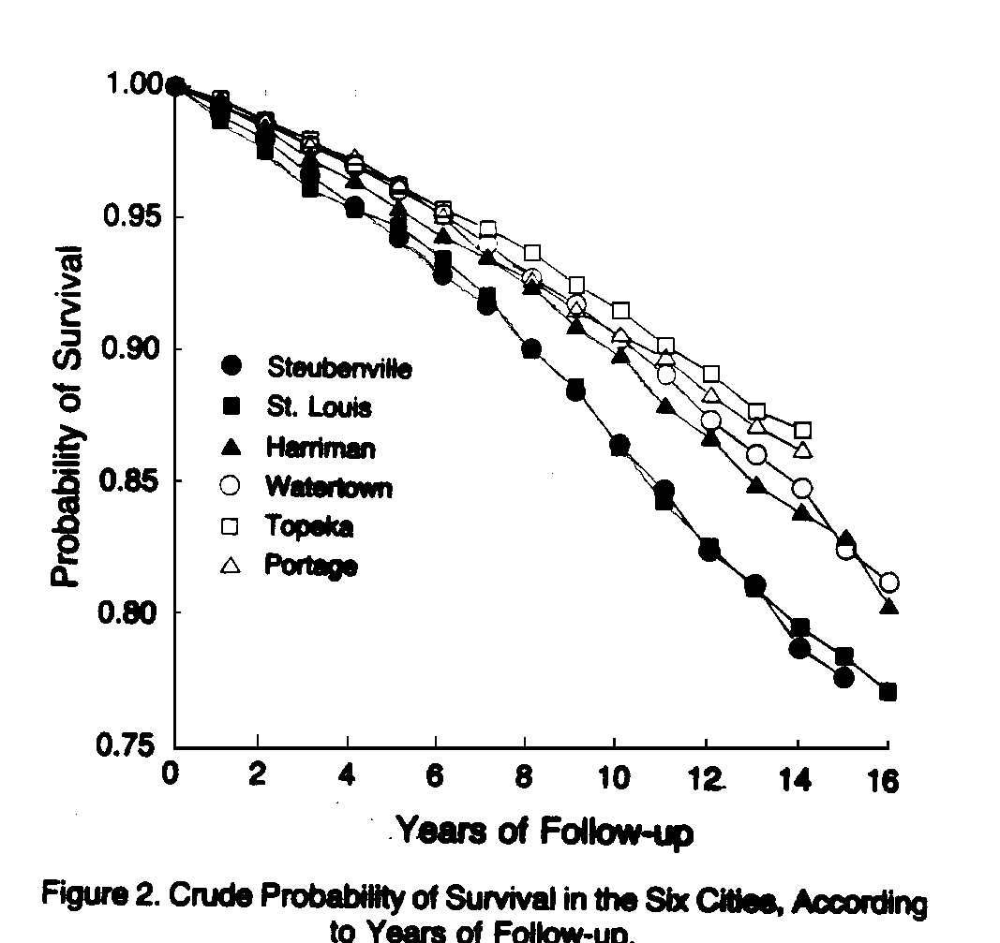 1.00
0.95
0.90
0.85
0.80
0.75
Probability of Survival
Steubenville
St. Louis
Harriman
Watertown
Topeka
Portage
0 2 4 6 8 10 12 14 16
Years of Follow-up
Figure 2. Crude Probability of Survival in the Six Cities, According
to Years of Follow-up.